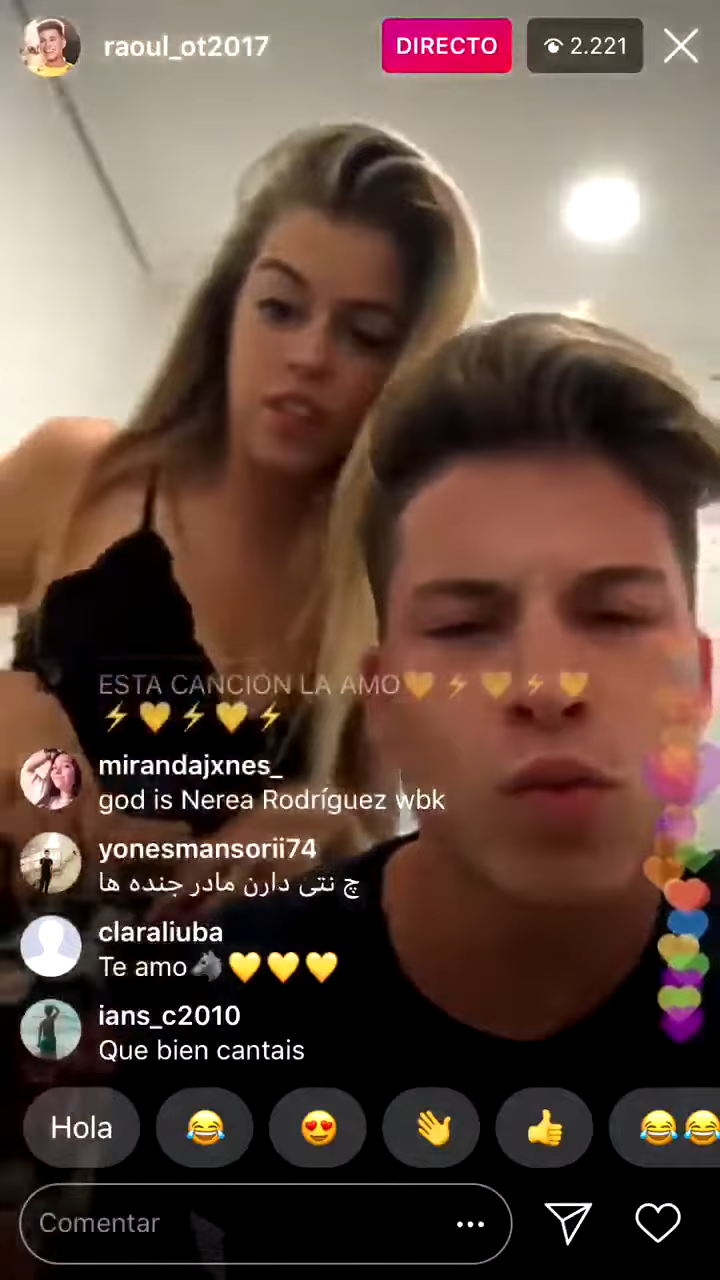 raoul_ot2017
DIRECTO
2.221
ESTA CANCIÓN LA AMO💛⚡💛⚡💛
⚡💛⚡💛⚡
mirandajxnes_
god is Nerea Rodríguez wbk
yonesmansorii74
چ نتی دارن مادر جنده ها
claraliuba
Te amo🐺💛💛💛
ians_c2010
Que bien cantais
Hola 😂 😍 👋 👍 😂😂
Comentar